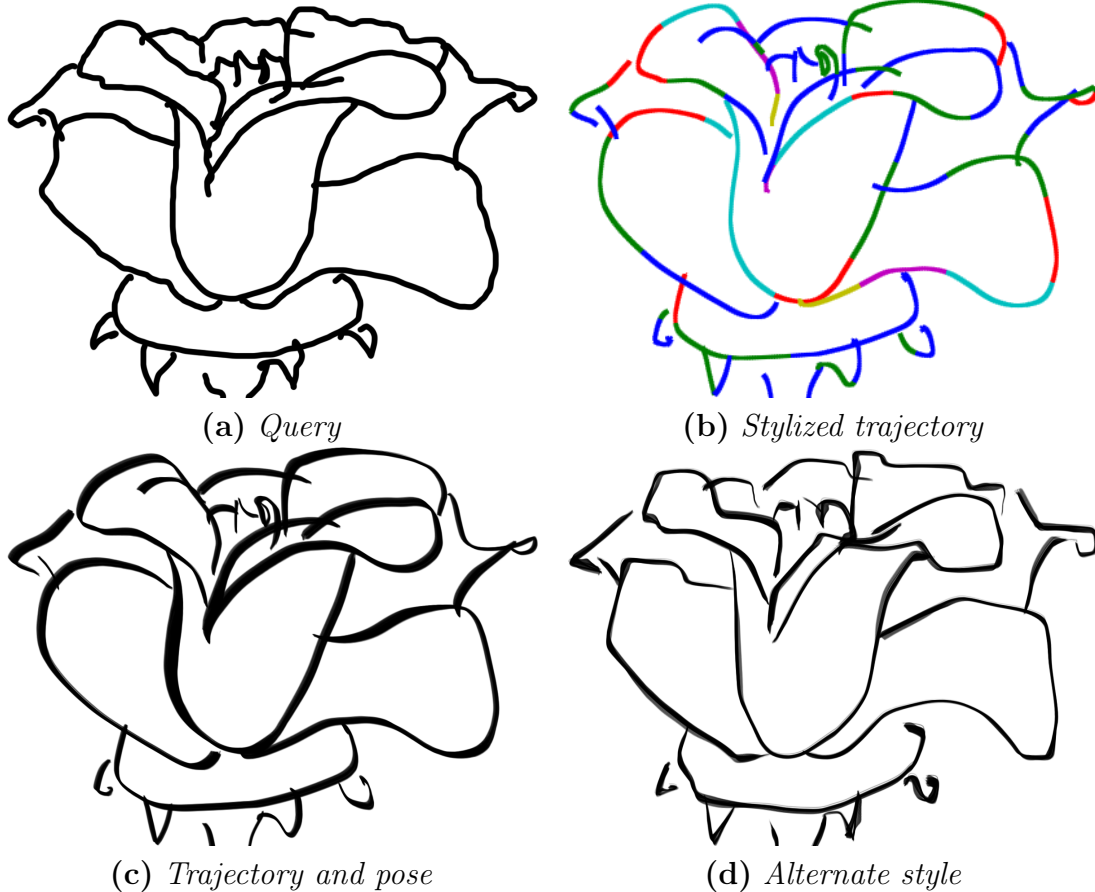 (a) Query
(b) Stylized trajectory
(c) Trajectory and pose
(d) Alternate style